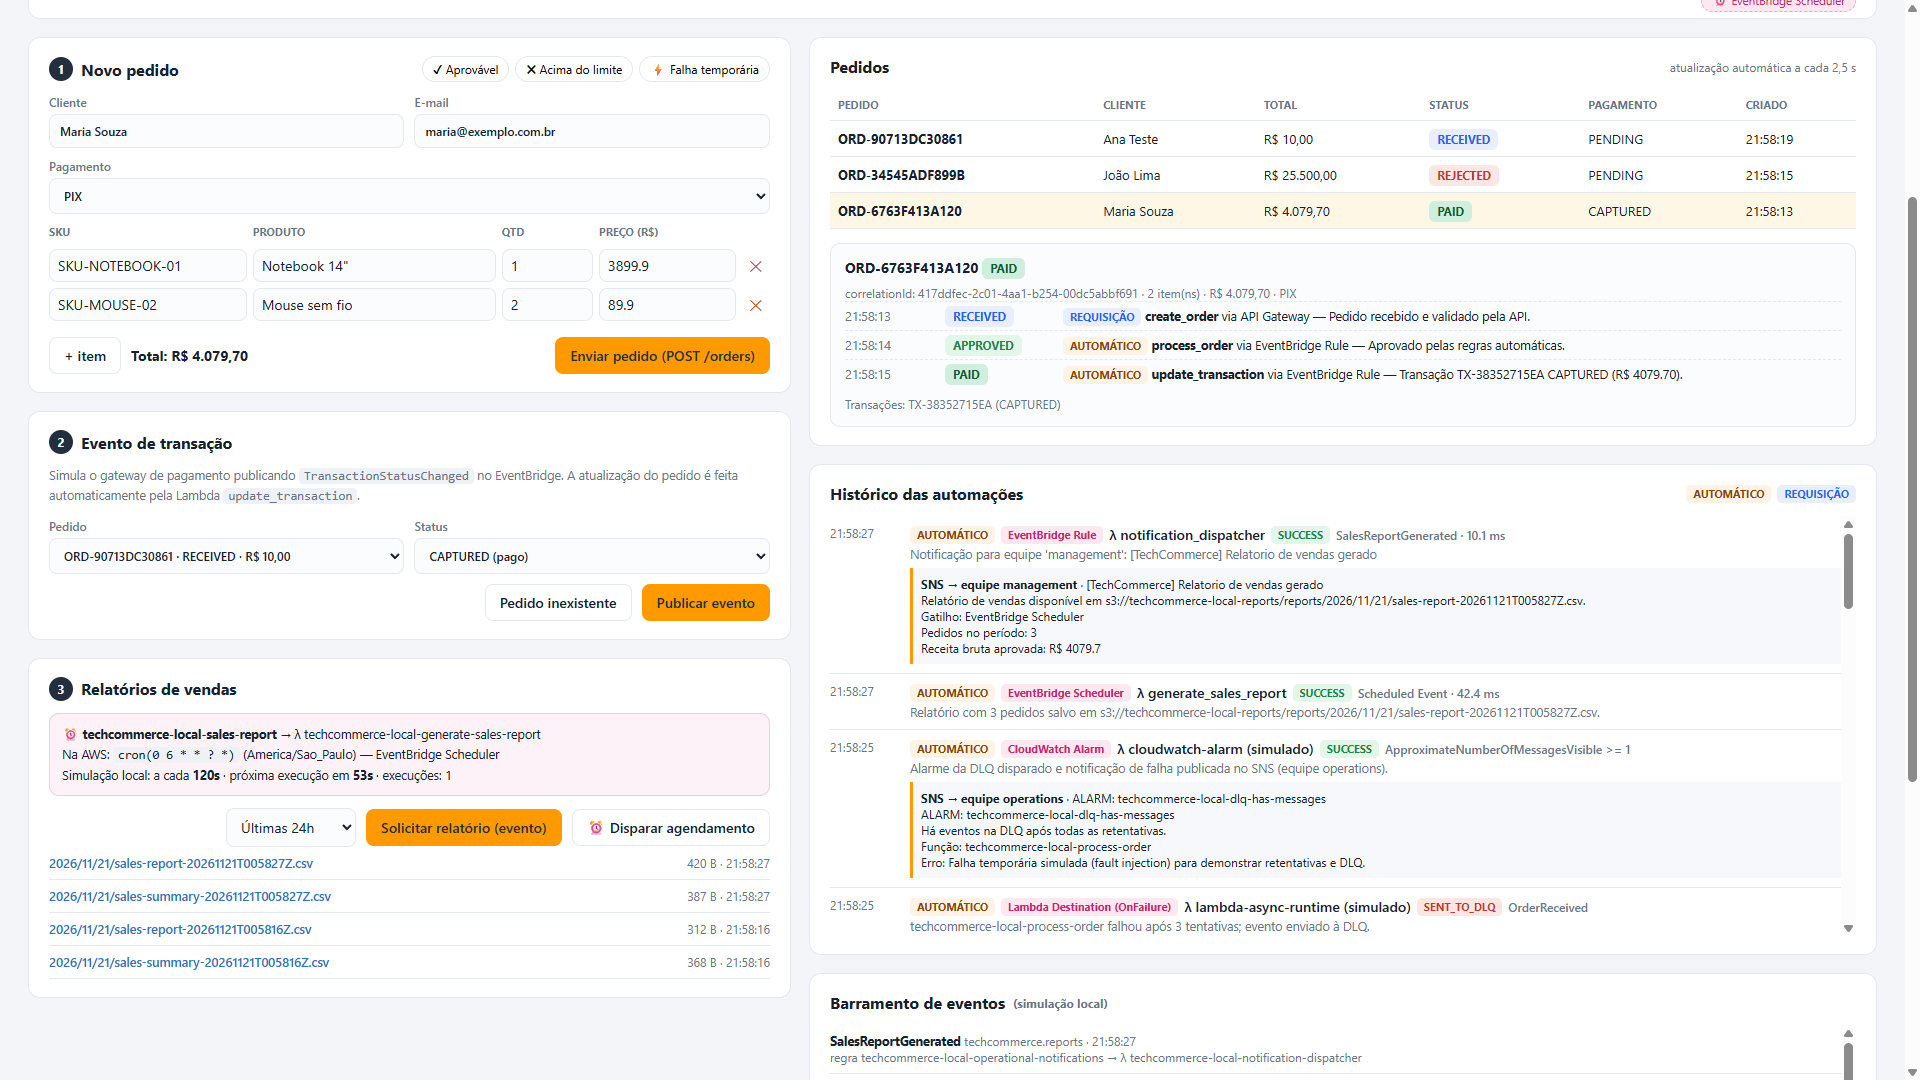 EventBridge Scheduler
1 Novo pedido
✓ Aprovável
✕ Acima do limite
Falha temporária
Cliente
E-mail
Maria Souza
maria@exemplo.com.br
Pagamento
PIX
SKU PRODUTO QTD PREÇO (R$)
SKU-NOTEBOOK-01 Notebook 14" 1 3899.9
SKU-MOUSE-02 Mouse sem fio 2 89.9
+ item
Total: R$ 4.079,70
Enviar pedido (POST /orders)
2 Evento de transação
Simula o gateway de pagamento publicando TransactionStatusChanged no EventBridge. A atualização do pedido é feita
automaticamente pela Lambda update_transaction.
Pedido
Status
ORD-90713DC30861 · RECEIVED · R$ 10,00
CAPTURED (pago)
Pedido inexistente
Publicar evento
3 Relatórios de vendas
techcommerce-local-sales-report → λ techcommerce-local-generate-sales-report
Na AWS: cron(0 6 * * ? *) (America/Sao_Paulo) — EventBridge Scheduler
Simulação local: a cada 120s · próxima execução em 53s · execuções: 1
Últimas 24h
Solicitar relatório (evento)
Disparar agendamento
2026/11/21/sales-report-20261121T005827Z.csv 420 B · 21:58:27
2026/11/21/sales-summary-20261121T005827Z.csv 387 B · 21:58:27
2026/11/21/sales-report-20261121T005816Z.csv 312 B · 21:58:16
2026/11/21/sales-summary-20261121T005816Z.csv 368 B · 21:58:16
Pedidos
atualização automática a cada 2,5 s
PEDIDO CLIENTE TOTAL STATUS PAGAMENTO CRIADO
ORD-90713DC30861 Ana Teste R$ 10,00 RECEIVED PENDING 21:58:19
ORD-34545ADF899B João Lima R$ 25.500,00 REJECTED PENDING 21:58:15
ORD-6763F413A120 Maria Souza R$ 4.079,70 PAID CAPTURED 21:58:13
ORD-6763F413A120 PAID
correlationId: 417ddfec-2c01-4aa1-b254-00dc5abbf691 · 2 item(ns) · R$ 4.079,70 · PIX
21:58:13 RECEIVED REQUISIÇÃO create_order via API Gateway — Pedido recebido e validado pela API.
21:58:14 APPROVED AUTOMÁTICO process_order via EventBridge Rule — Aprovado pelas regras automáticas.
21:58:15 PAID AUTOMÁTICO update_transaction via EventBridge Rule — Transação TX-38352715EA CAPTURED (R$ 4079.70).
Transações: TX-38352715EA (CAPTURED)
Histórico das automações
AUTOMÁTICO REQUISIÇÃO
21:58:27 AUTOMÁTICO EventBridge Rule λ notification_dispatcher SUCCESS SalesReportGenerated · 10.1 ms
Notificação para equipe 'management': [TechCommerce] Relatorio de vendas gerado
SNS → equipe management · [TechCommerce] Relatorio de vendas gerado
Relatório de vendas disponível em s3://techcommerce-local-reports/reports/2026/11/21/sales-report-20261121T005827Z.csv.
Gatilho: EventBridge Scheduler
Pedidos no período: 3
Receita bruta aprovada: R$ 4079.7
21:58:27 AUTOMÁTICO EventBridge Scheduler λ generate_sales_report SUCCESS Scheduled Event · 42.4 ms
Relatório com 3 pedidos salvo em s3://techcommerce-local-reports/reports/2026/11/21/sales-report-20261121T005827Z.csv.
21:58:25 AUTOMÁTICO CloudWatch Alarm λ cloudwatch-alarm (simulado) SUCCESS ApproximateNumberOfMessagesVisible >= 1
Alarme da DLQ disparado e notificação de falha publicada no SNS (equipe operations).
SNS → equipe operations · ALARM: techcommerce-local-dlq-has-messages
ALARM: techcommerce-local-dlq-has-messages
Há eventos na DLQ após todas as retentativas.
Função: techcommerce-local-process-order
Erro: Falha temporária simulada (fault injection) para demonstrar retentativas e DLQ.
21:58:25 AUTOMÁTICO Lambda Destination (OnFailure) λ lambda-async-runtime (simulado) SENT_TO_DLQ OrderReceived
techcommerce-local-process-order falhou após 3 tentativas; evento enviado à DLQ.
Barramento de eventos (simulação local)
SalesReportGenerated techcommerce.reports · 21:58:27
regra techcommerce-local-operational-notifications → λ techcommerce-local-notification-dispatcher